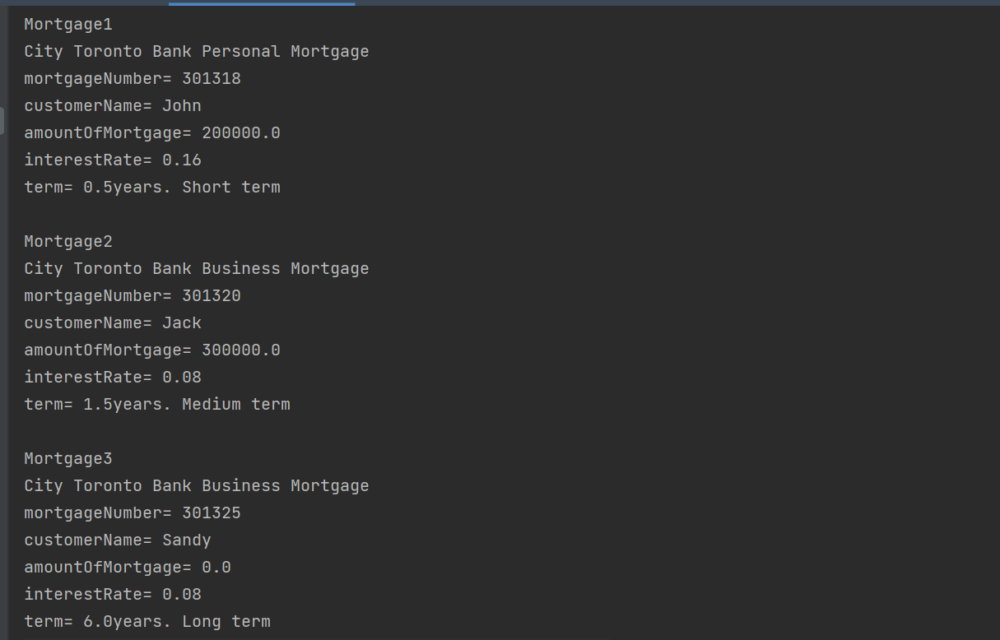 Mortgage1
City Toronto Bank Personal Mortgage
mortgageNumber= 301318
customerName= John
amountOfMortgage= 200000.0
interestRate= 0.16
term= 0.5years. Short term

Mortgage2
City Toronto Bank Business Mortgage
mortgageNumber= 301320
customerName= Jack
amountOfMortgage= 300000.0
interestRate= 0.08
term= 1.5years. Medium term

Mortgage3
City Toronto Bank Business Mortgage
mortgageNumber= 301325
customerName= Sandy
amountOfMortgage= 0.0
interestRate= 0.08
term= 6.0years. Long term